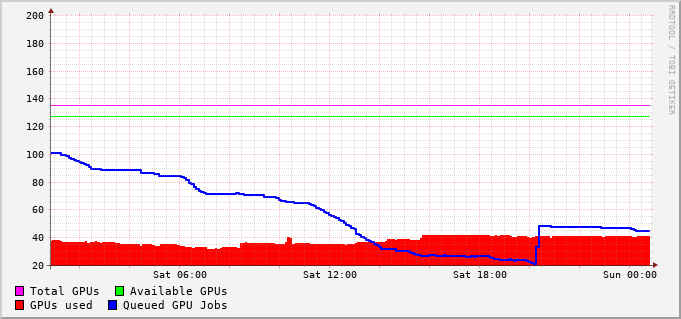 200
180
160
140
120
100
80
60
40
20
Sat 06:00 Sat 12:00 Sat 18:00 Sun 00:00
Total GPUs Available GPUs
GPUs used Queued GPU Jobs
RRDTOOL / TOBI OETIKER